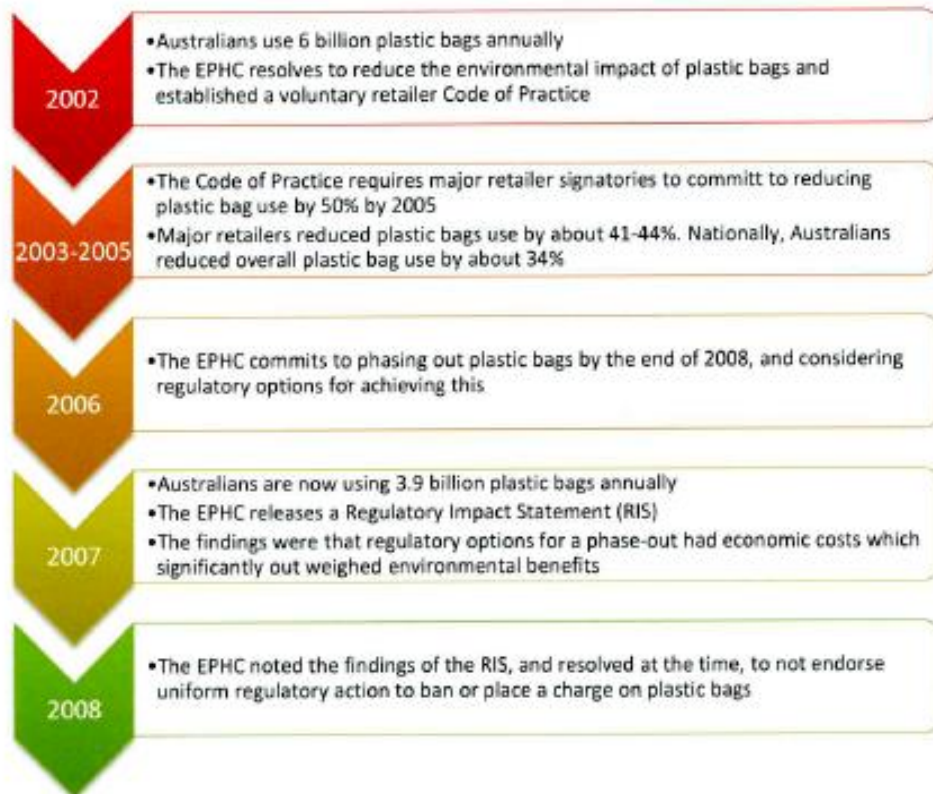 2002
•Australians use 6 billion plastic bags annually
•The EPHC resolves to reduce the environmental impact of plastic bags and
established a voluntary retailer Code of Practice
2003-2005
•The Code of Practice requires major retailer signatories to committ to reducing
plastic bag use by 50% by 2005
•Major retailers reduced plastic bags use by about 41-44%. Nationally, Australians
reduced overall plastic bag use by about 34%
2006
•The EPHC commits to phasing out plastic bags by the end of 2008, and considering
regulatory options for achieving this
2007
•Australians are now using 3.9 billion plastic bags annually
•The EPHC releases a Regulatory Impact Statement (RIS)
•The findings were that regulatory options for a phase-out had economic costs which
significantly out weighed environmental benefits
2008
•The EPHC noted the findings of the RIS, and resolved at the time, to not endorse
uniform regulatory action to ban or place a charge on plastic bags